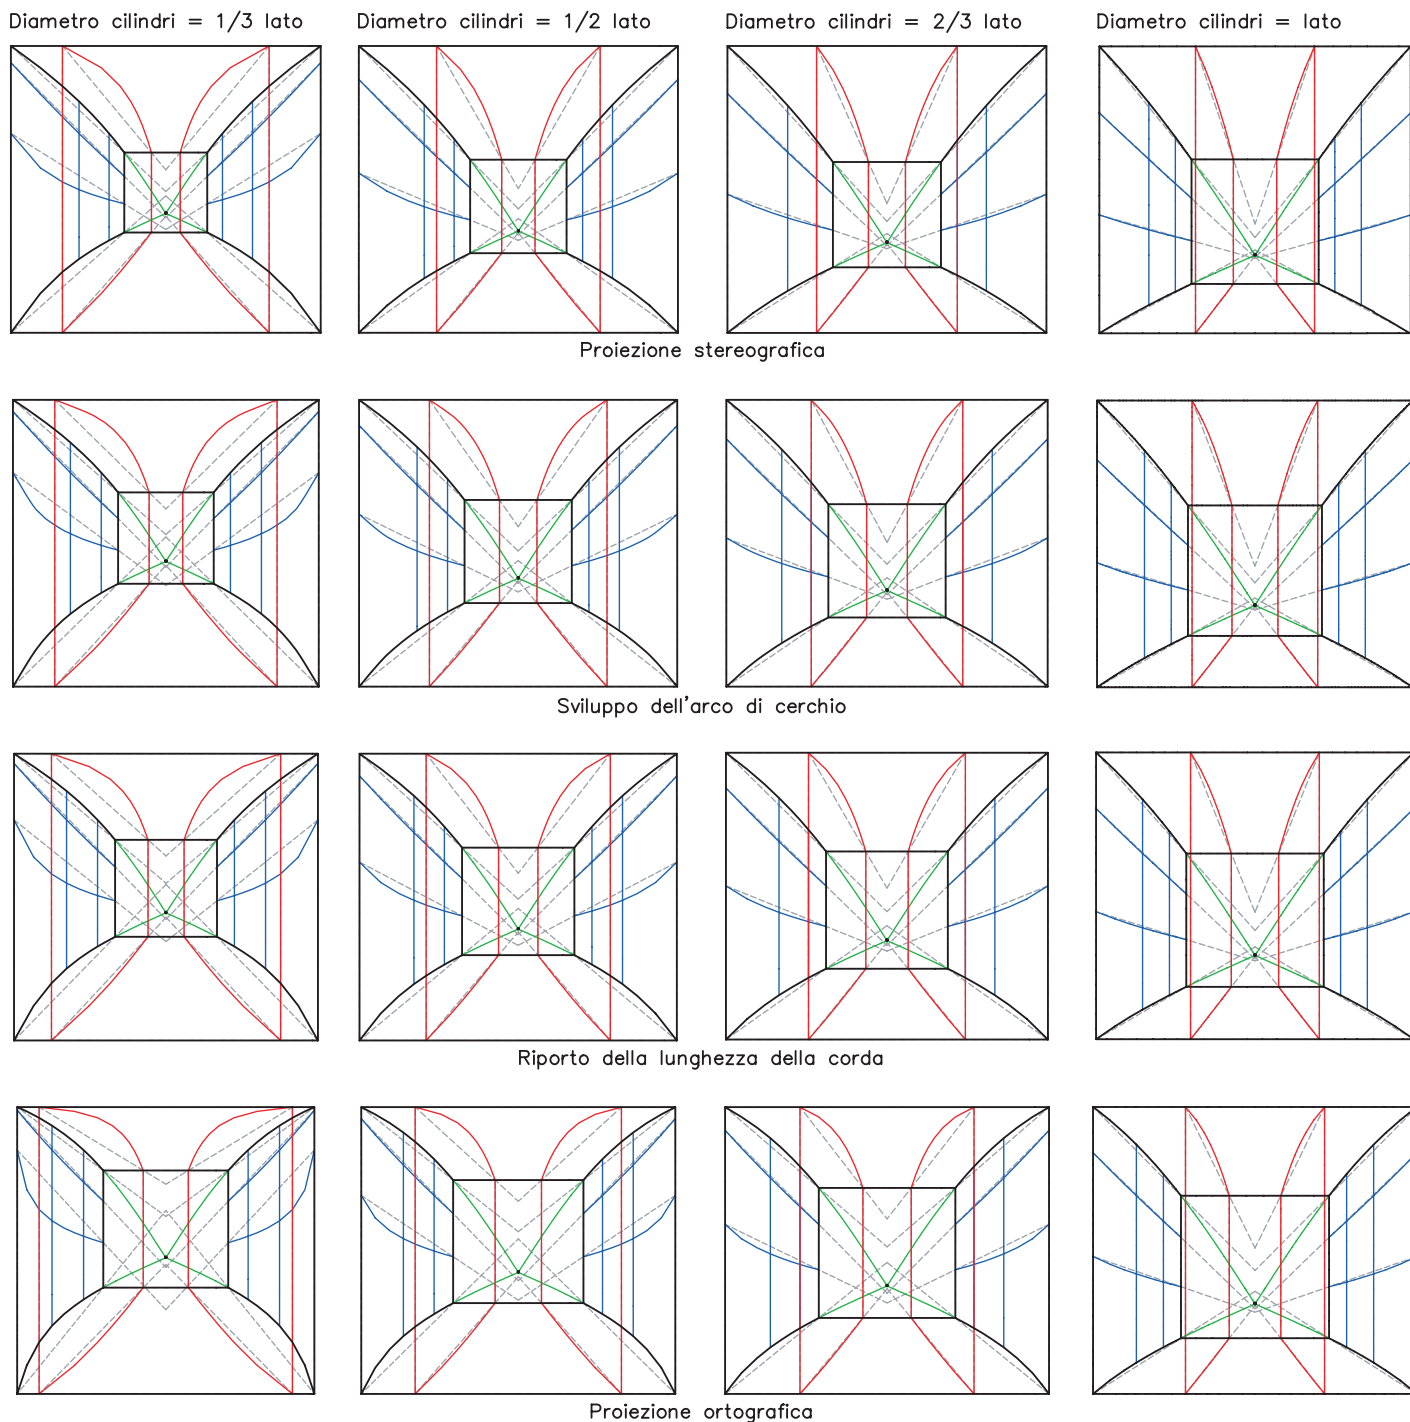 Diametro cilindri = 1/3 lato
Diametro cilindri = 1/2 lato
Diametro cilindri = 2/3 lato
Diametro cilindri = lato
Proiezione stereografica
Sviluppo dell'arco di cerchio
Riporto della lunghezza della corda
Proiezione ortografica